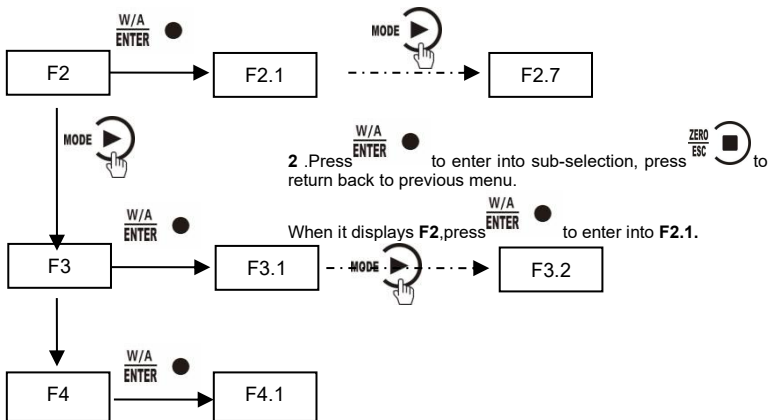 W/A
ENTER
MODE
F2
F2.1
F2.7
MODE
2 .Press W/A ENTER to enter into sub-selection, press ZERO ESC to
return back to previous menu.
When it displays F2,press W/A ENTER to enter into F2.1.
W/A
ENTER
F3
F3.1
MODE
F3.2
W/A
ENTER
F4
F4.1